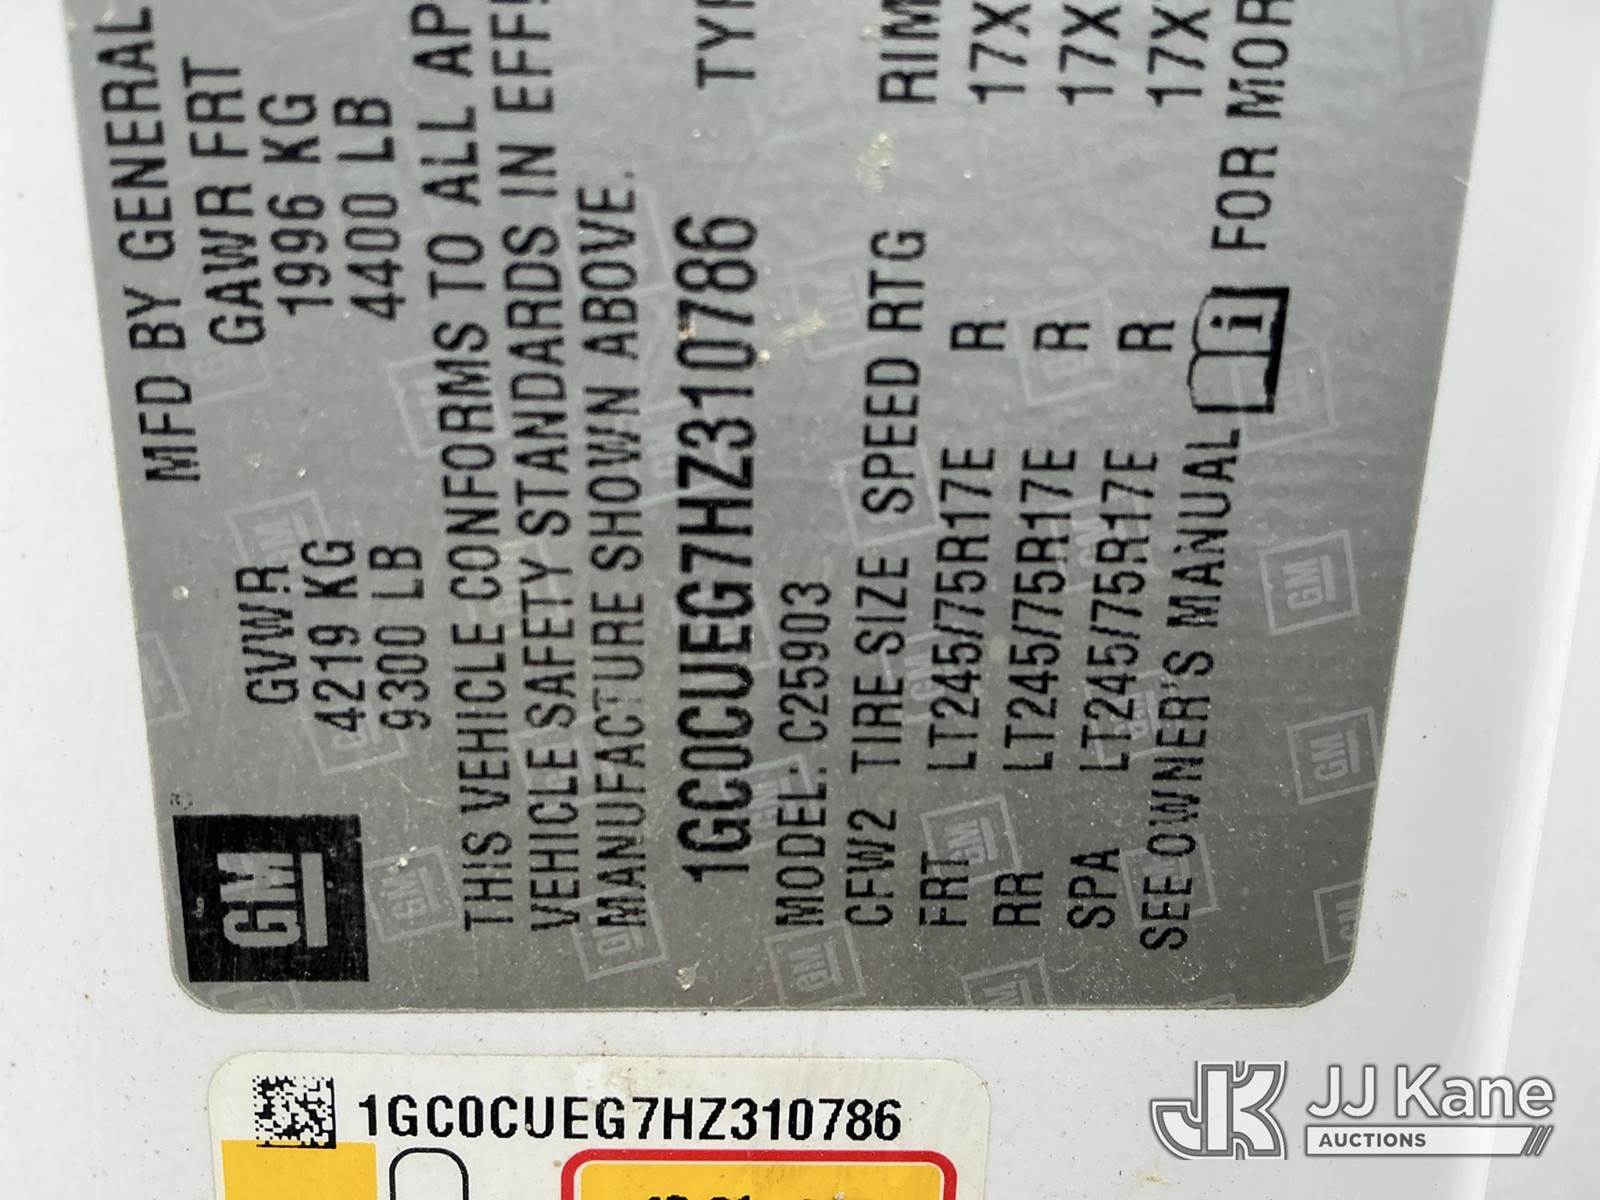 MFD BY GENERAL
GVWR GAWR FRT
4219 KG 1996 KG
9300 LB 4400 LB
THIS VEHICLE CONFORMS TO ALL AP
VEHICLE SAFETY STANDARDS IN EFF
MANUFACTURE SHOWN ABOVE.
1GC0CUEG7HZ310786 TYP
MODEL: C25903
CFW2 TIRE SIZE SPEED RTG RIM
FRT LT245/75R17E R 17X
RR LT245/75R17E R 17X
SPA LT245/75R17E R 17X
SEE OWNER'S MANUAL i FOR MOR
GM
1GC0CUEG7HZ310786
JK JJ Kane
AUCTIONS